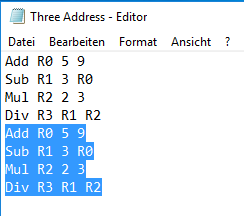 Three Address - Editor
Datei Bearbeiten Format Ansicht ?
Add R0 5 9
Sub R1 3 R0
Mul R2 2 3
Div R3 R1 R2
Add R0 5 9
Sub R1 3 R0
Mul R2 2 3
Div R3 R1 R2